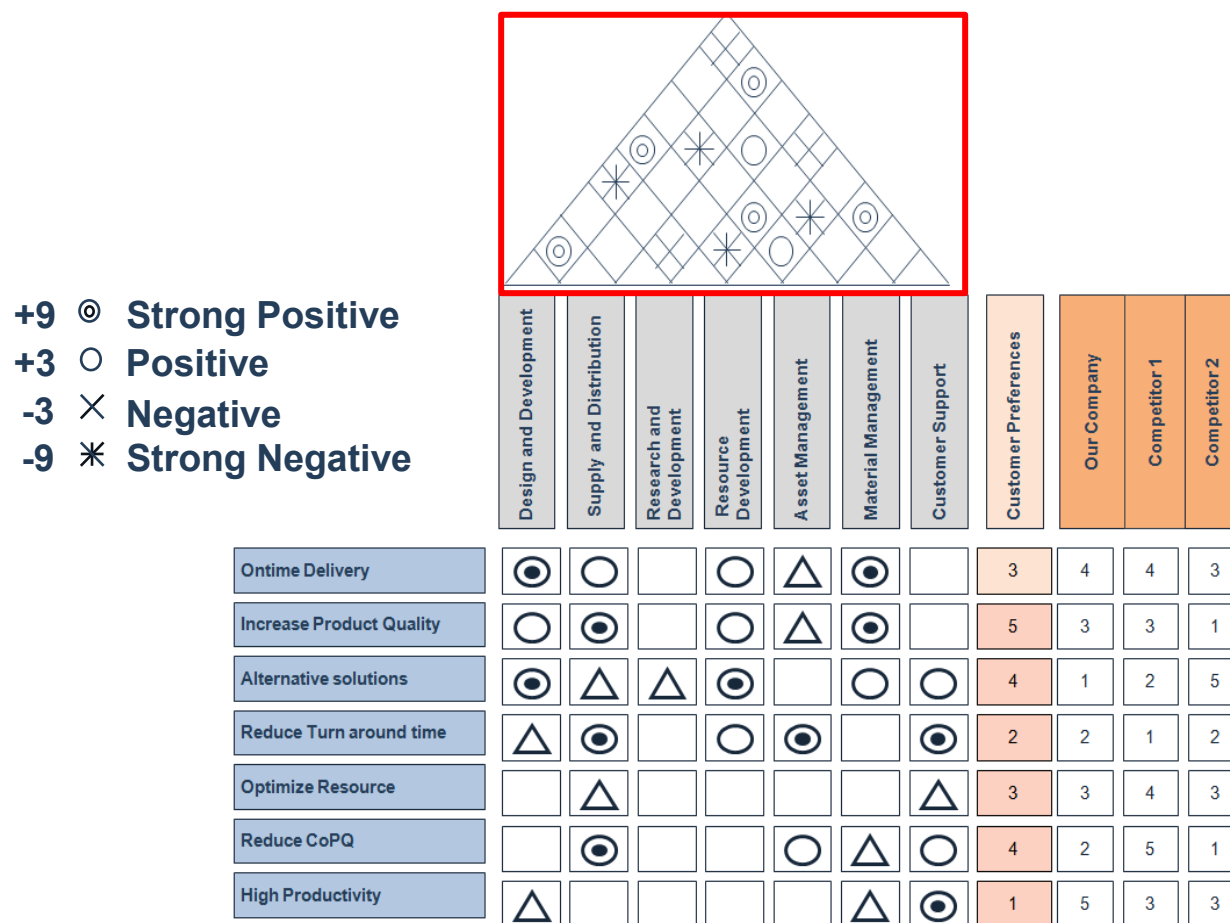 +9 Strong Positive
+3 Positive
-3 Negative
-9 Strong Negative
Design and Development
Supply and Distribution
Research and
Development
Resource
Development
Asset Management
Material Management
Customer Support
Customer Preferences
Our Company
Competitor 1
Competitor 2
Ontime Delivery 3 4 4 3
Increase Product Quality 5 3 3 1
Alternative solutions 4 1 2 5
Reduce Turn around time 2 2 1 2
Optimize Resource 3 3 4 3
Reduce CoPQ 4 2 5 1
High Productivity 1 5 3 3